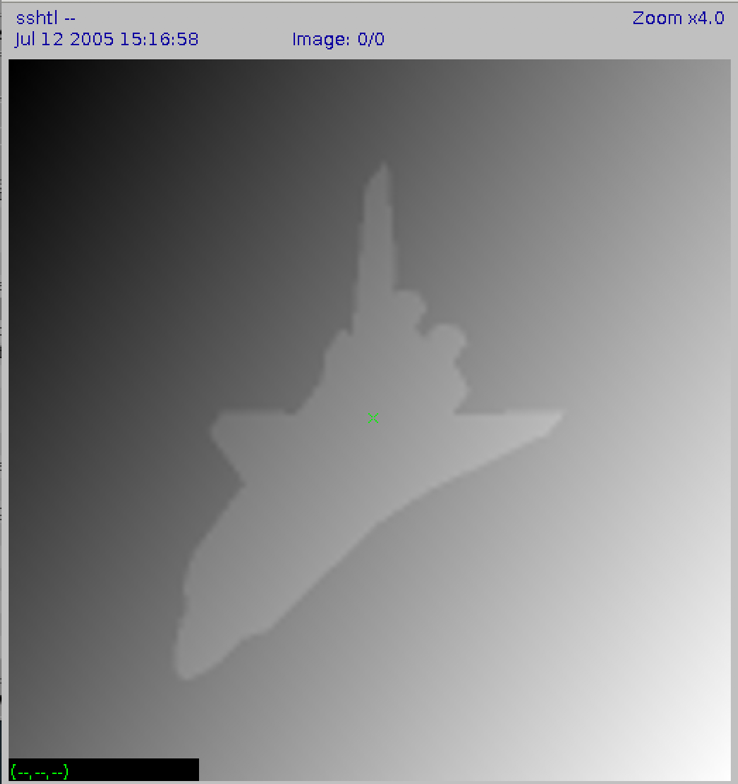 sshtl --
Zoom x4.0
Jul 12 2005 15:16:58
Image: 0/0
(--,--,--)